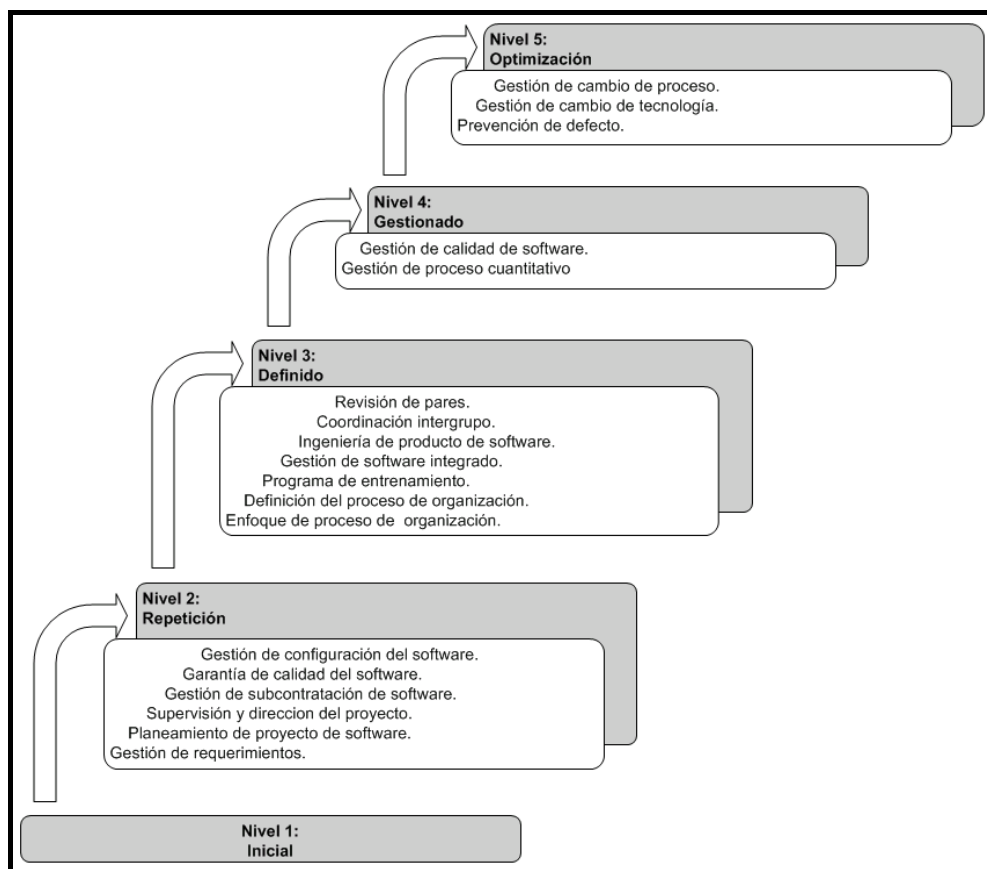 Nivel 5:
Optimización
Gestión de cambio de proceso.
Gestión de cambio de tecnología.
Prevención de defecto.
Nivel 4:
Gestionado
Gestión de calidad de software.
Gestión de proceso cuantitativo
Nivel 3:
Definido
Revisión de pares.
Coordinación intergrupo.
Ingeniería de producto de software.
Gestión de software integrado.
Programa de entrenamiento.
Definición del proceso de organización.
Enfoque de proceso de organización.
Nivel 2:
Repetición
Gestión de configuración del software.
Garantía de calidad del software.
Gestión de subcontratación de software.
Supervisión y direccion del proyecto.
Planeamiento de proyecto de software.
Gestión de requerimientos.
Nivel 1:
Inicial